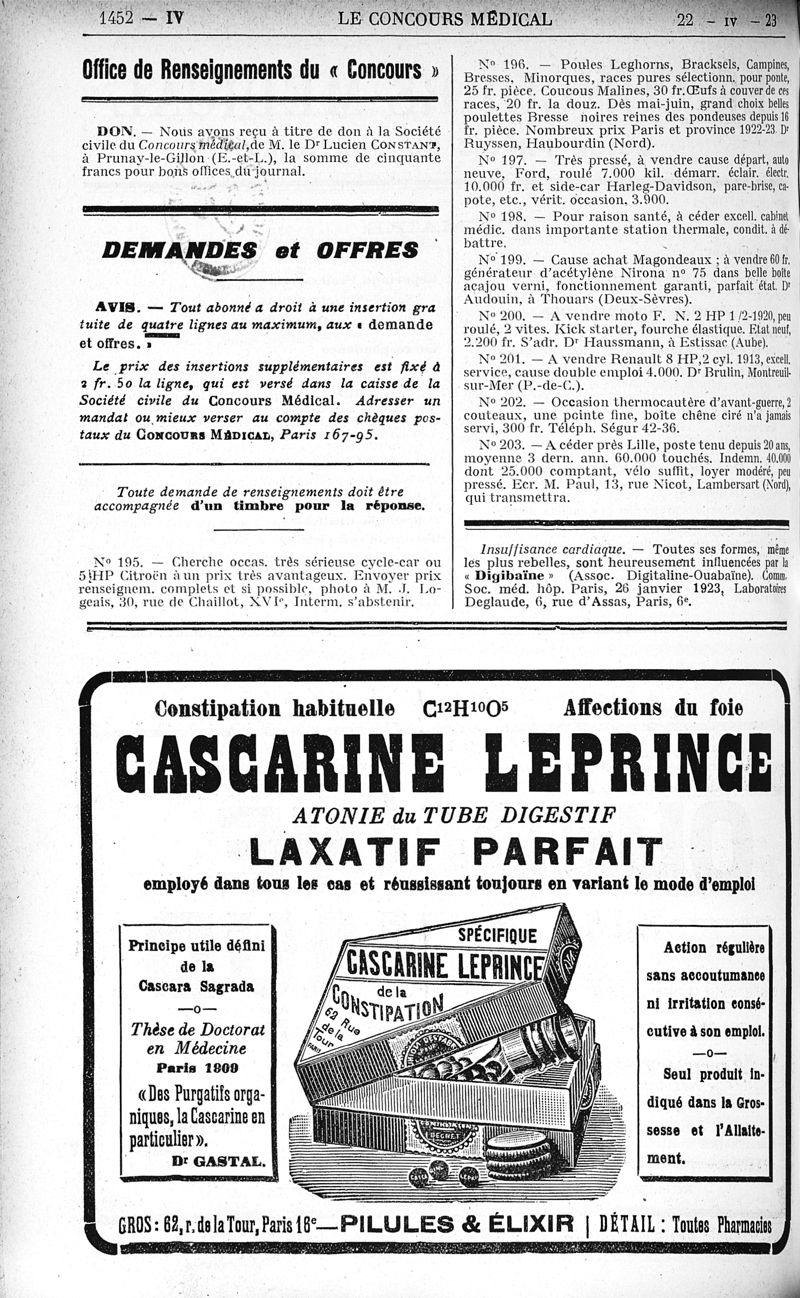 1452 — IV LE CONCOURS MÉDICAL 22 - IV - 23
Office de Renseignements du « Concours »
DON. — Nous avons reçu à titre de don à la Société
civile du Concours médical, de M. le Dr Lucien CONSTANT,
à Prunay-le-Gillon (E.-et-L.), la somme de cinquante
francs pour bons offices du journal.
DEMANDES et OFFRES
AVIS. — Tout abonné a droit à une insertion gra
tuite de quatre lignes au maximum, aux « demande
et offres. »
Le prix des insertions supplémentaires est fixé à
2 fr. 50 la ligne, qui est versé dans la caisse de la
Société civile du Concours Médical. Adresser un
mandat ou mieux verser au compte des chèques pos-
taux du CONCOURS MÉDICAL, Paris 167-95.
Toute demande de renseignements doit être
accompagnée d'un timbre pour la réponse.
No 195. — Cherche occas. très sérieuse cycle-car ou
5 HP Citroën à un prix très avantageux. Envoyer prix
renseignem. complets et si possible, photo à M. J. Lo-
geais, 30, rue de Chaillot, XVIe, Interm. s'abstenir.
No 196. — Poules Leghorns, Bracksels, Campines,
Bresses, Minorques, races pures sélectionn. pour ponte,
25 fr. pièce. Coucous Malines, 30 fr. Œufs à couver de ces
races, 20 fr. la douz. Dès mai-juin, grand choix belles
poulettes Bresse noires reines des pondeuses depuis 16
fr. pièce. Nombreux prix Paris et province 1922-23. Dr
Ruyssen, Haubourdin (Nord).
No 197. — Très pressé, à vendre cause départ, auto
neuve, Ford, roulé 7.000 kil. démarr. éclair. électr.
10.000 fr. et side-car Harleg-Davidson, pare-brise, ca-
pote, etc., vérit. occasion, 3.900.
No 198. — Pour raison santé, à céder excell. cabinet
médic. dans importante station thermale, condit. à dé-
battre.
No 199. — Cause achat Magondeaux ; à vendre 60 fr.
générateur d'acétylène Nirona no 75 dans belle boîte
acajou verni, fonctionnement garanti, parfait état. Dr
Audouin, à Thouars (Deux-Sèvres).
No 200. — A vendre moto F. N. 2 HP 1/2-1920, peu
roulé, 2 vites. Kick starter, fourche élastique. Etat neuf,
2.200 fr. S'adr. Dr Haussmann, à Estissac (Aube).
No 201. — A vendre Renault 8 HP, 2 cyl. 1913, excell.
service, cause double emploi 4.000. Dr Brulin, Montreuil-
sur-Mer (P.-de-C.).
No 202. — Occasion thermocautère d'avant-guerre, 2
couteaux, une pointe fine, boîte chêne ciré n'a jamais
servi, 300 fr. Téléph. Ségur 42-36.
No 203. — A céder près Lille, poste tenu depuis 20 ans,
moyenne 3 dern. ann. 60.000 touchés. Indemn. 40.000
dont 25.000 comptant, vélo suffit, loyer modéré, peu
pressé. Ecr. M. Paul, 13, rue Nicot, Lambersart (Nord),
qui transmettra.
Insuffisance cardiaque. — Toutes ses formes, même
les plus rebelles, sont heureusement influencées par la
« Digibaïne » (Assoc. Digitaline-Ouabaïne). Comm.
Soc. méd. hôp. Paris, 26 janvier 1923, Laboratoires
Deglaude, 6, rue d'Assas, Paris, 6e.
Constipation habituelle C12H10O5 Affections du foie
CASCARINE LEPRINCE
ATONIE du TUBE DIGESTIF
LAXATIF PARFAIT
employé dans tous les cas et réussissant toujours en variant le mode d'emploi
Principe utile défini
de la
Cascara Sagrada
—o—
Thèse de Doctorat
en Médecine
Paris 1909
«Des Purgatifs orga-
niques, la Cascarine en
particulier».
Dr GASTAL.
SPÉCIFIQUE
CASCARINE LEPRINCE
de la
CONSTIPATION
62 Rue
de la
Tour
PARIS
Action régulière
sans accoutumance
ni irritation consé-
cutive à son emploi.
—o—
Seul produit in-
diqué dans la Gros-
sesse et l'Allaite-
ment.
GROS : 62, r. de la Tour, Paris 16e — PILULES & ÉLIXIR | DÉTAIL : Toutes Pharmacies